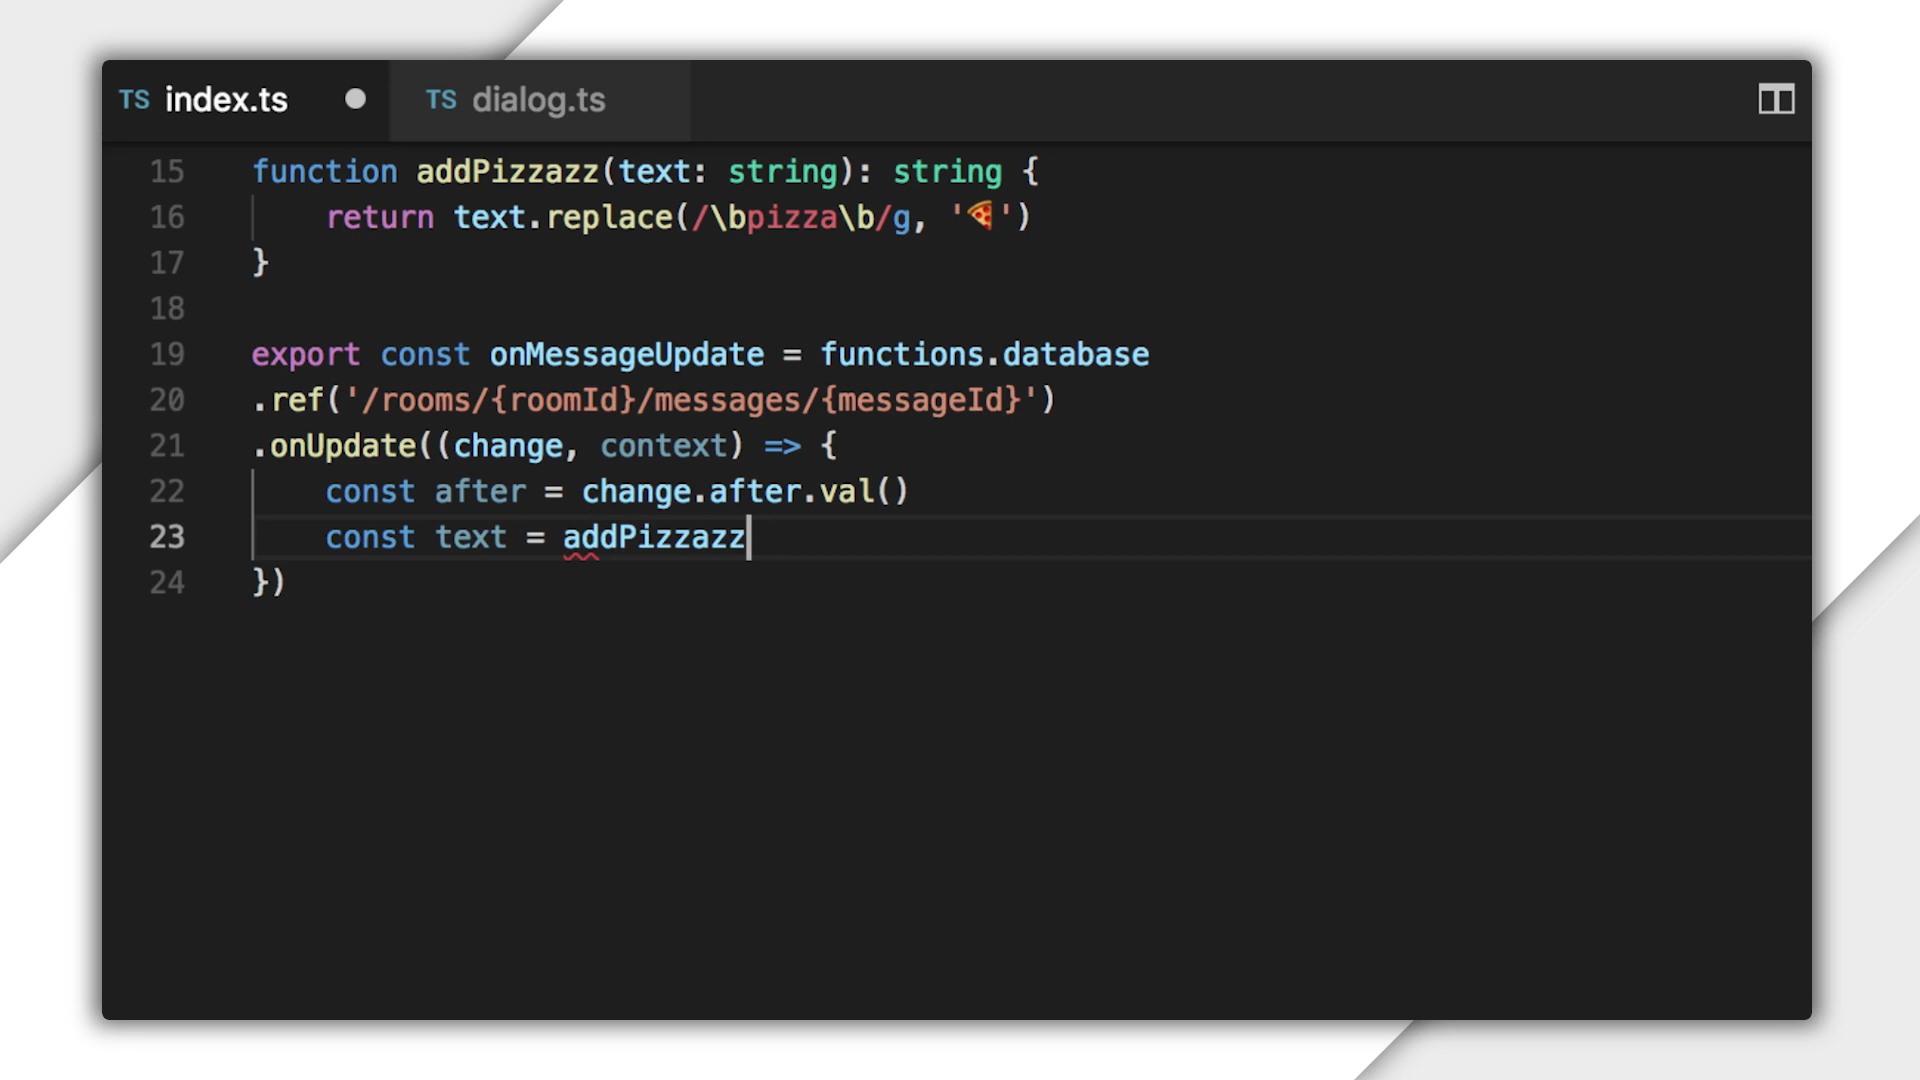 TS index.ts ● TS dialog.ts
15 function addPizzazz(text: string): string {
16 return text.replace(/\bpizza\b/g, '🍕')
17 }
18
19 export const onMessageUpdate = functions.database
20 .ref('/rooms/{roomId}/messages/{messageId}')
21 .onUpdate((change, context) => {
22 const after = change.after.val()
23 const text = addPizzazz
24 })